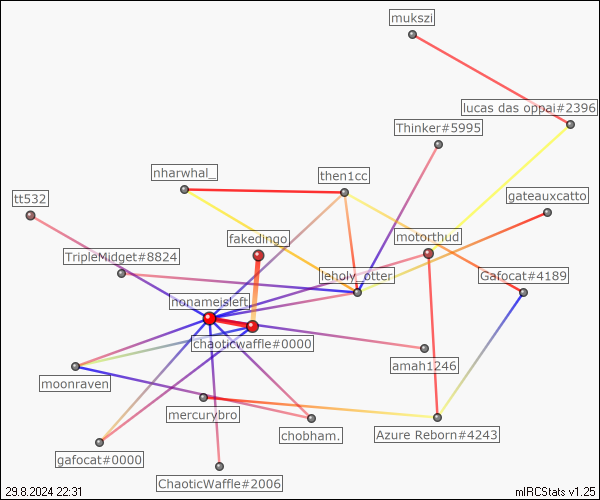 mukszi
lucas das oppai#2396
Thinker#5995
nharwhal_
then1cc
tt532
gateauxcatto
fakedingo
motorthud
TripleMidget#8824
leholy_otter
Gafocat#4189
nonameisleft
chaoticwaffle#0000
amah1246
moonraven
mercurybro
chobham.
Azure Reborn#4243
gafocat#0000
ChaoticWaffle#2006
29.8.2024 22:31
mIRCStats v1.25